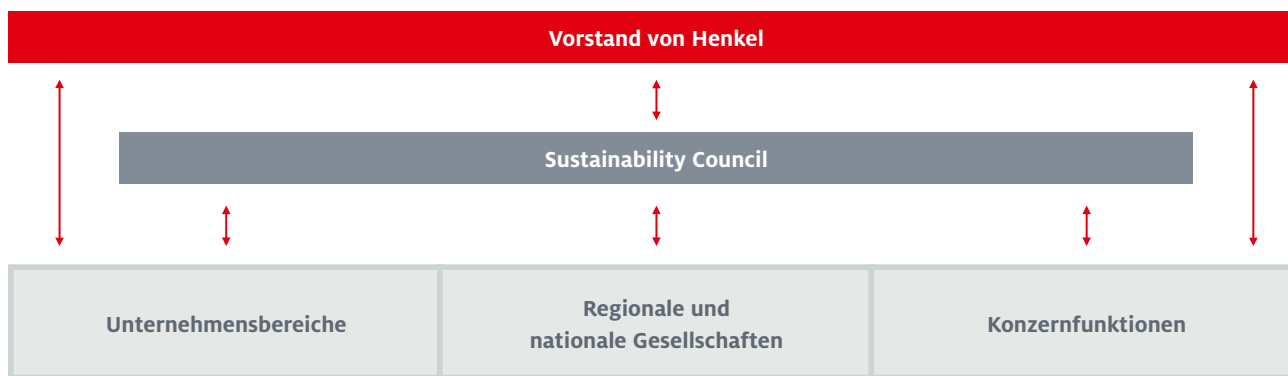 Vorstand von Henkel
Sustainability Council
Unternehmensbereiche
Regionale und
nationale Gesellschaften
Konzernfunktionen